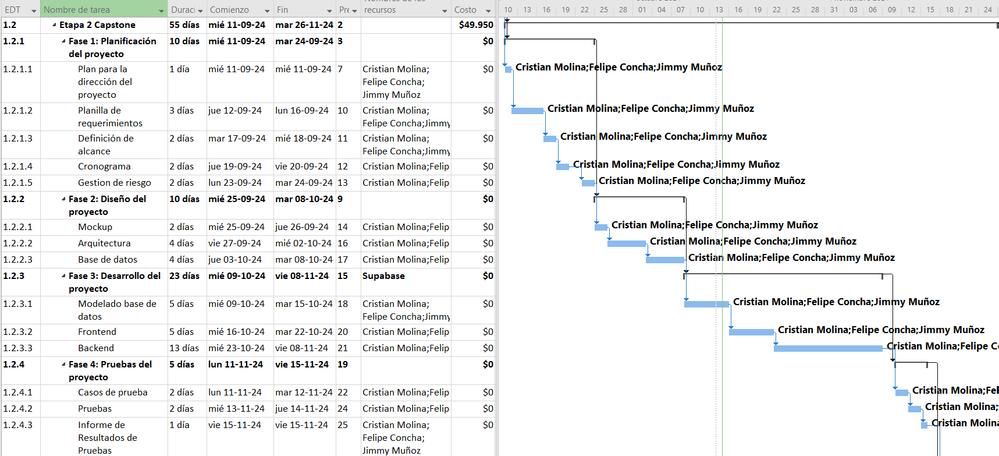 EDT Nombre de tarea Duraci Comienzo Fin Pre Nombres de los recursos Costo
octubre 2024 noviembre 2024
10 13 16 19 22 25 28 01 04 07 10 13 16 19 22 25 28 31 03 06 09 12 15 18 21 24
1.2 Etapa 2 Capstone 55 días mié 11-09-24 mar 26-11-24 2 $49.950
1.2.1 Fase 1: Planificación del proyecto 10 días mié 11-09-24 mar 24-09-24 3 $0
1.2.1.1 Plan para la dirección del proyecto 1 día mié 11-09-24 mié 11-09-24 7 Cristian Molina; Felipe Concha; Jimmy Muñoz $0 Cristian Molina;Felipe Concha;Jimmy Muñoz
1.2.1.2 Planilla de requerimientos 3 días jue 12-09-24 lun 16-09-24 10 Cristian Molina; Felipe Concha;Jimmy $0 Cristian Molina;Felipe Concha;Jimmy Muñoz
1.2.1.3 Definición de alcance 2 días mar 17-09-24 mié 18-09-24 11 Cristian Molina; Felipe Concha;Jimmy $0 Cristian Molina;Felipe Concha;Jimmy Muñoz
1.2.1.4 Cronograma 2 días jue 19-09-24 vie 20-09-24 12 Cristian Molina;Felip $0 Cristian Molina;Felipe Concha;Jimmy Muñoz
1.2.1.5 Gestion de riesgo 2 días lun 23-09-24 mar 24-09-24 13 Cristian Molina;Felip $0 Cristian Molina;Felipe Concha;Jimmy Muñoz
1.2.2 Fase 2: Diseño del proyecto 10 días mié 25-09-24 mar 08-10-24 9 $0
1.2.2.1 Mockup 2 días mié 25-09-24 jue 26-09-24 14 Cristian Molina;Felip $0 Cristian Molina;Felipe Concha;Jimmy Muñoz
1.2.2.2 Arquitectura 4 días vie 27-09-24 mié 02-10-24 16 Cristian Molina;Felip $0 Cristian Molina;Felipe Concha;Jimmy Muñoz
1.2.2.3 Base de datos 4 días jue 03-10-24 mar 08-10-24 17 Cristian Molina;Felip $0 Cristian Molina;Felipe Concha;Jimmy Muñoz
1.2.3 Fase 3: Desarrollo del proyecto 23 días mié 09-10-24 vie 08-11-24 15 Supabase $0
1.2.3.1 Modelado base de datos 5 días mié 09-10-24 mar 15-10-24 18 Cristian Molina; Felipe Concha;Jimmy $0 Cristian Molina;Felipe Concha;Jimmy Muñoz
1.2.3.2 Frontend 5 días mié 16-10-24 mar 22-10-24 20 Cristian Molina;Felip $0 Cristian Molina;Felipe Concha;Jimmy Muñoz
1.2.3.3 Backend 13 días mié 23-10-24 vie 08-11-24 21 Cristian Molina;Felip $0 Cristian Molina;Felipe C
1.2.4 Fase 4: Pruebas del proyecto 5 días lun 11-11-24 vie 15-11-24 19 $0
1.2.4.1 Casos de prueba 2 días lun 11-11-24 mar 12-11-24 22 Cristian Molina;Felip $0 Cristian Molina;Fel
1.2.4.2 Pruebas 2 días mié 13-11-24 jue 14-11-24 24 Cristian Molina;Felip $0 Cristian Molina;
1.2.4.3 Informe de Resultados de Pruebas 1 día vie 15-11-24 vie 15-11-24 25 Cristian Molina; Felipe Concha; Jimmy Muñoz $0 Cristian Molina